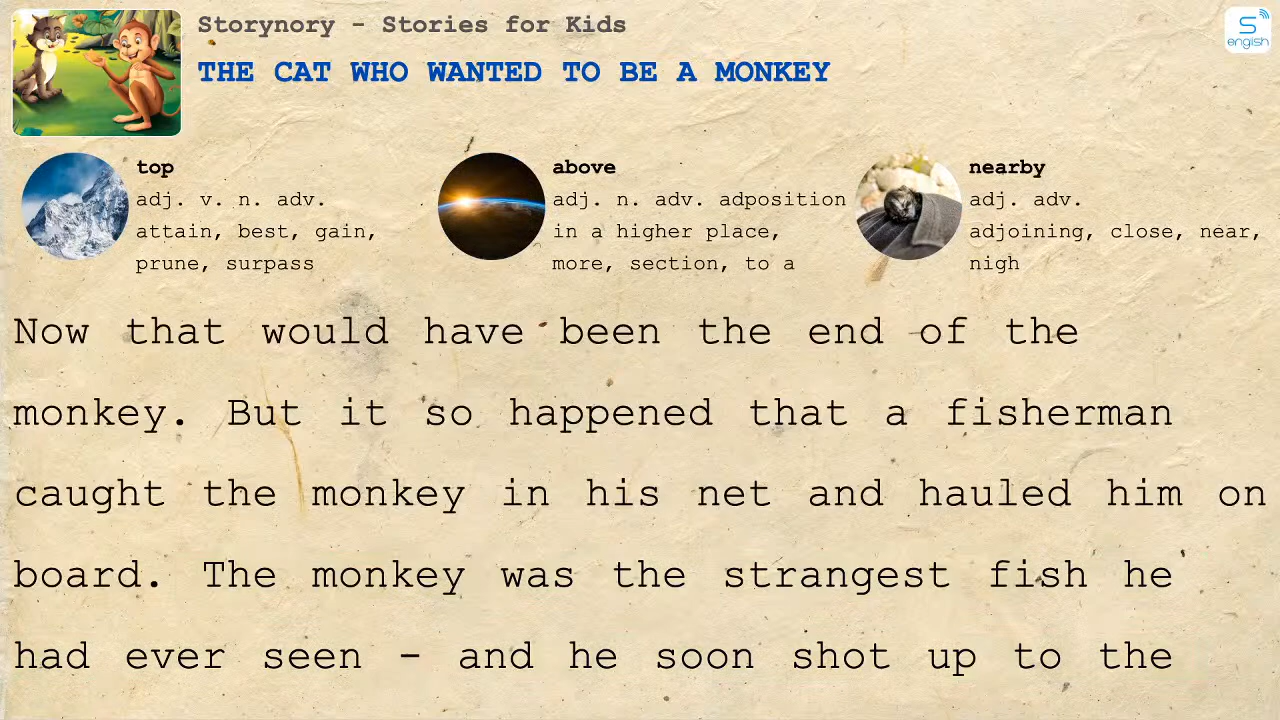 Storynory - Stories for Kids
THE CAT WHO WANTED TO BE A MONKEY
S
english
top
adj. v. n. adv.
attain, best, gain,
prune, surpass
above
adj. n. adv. adposition
in a higher place,
more, section, to a
nearby
adj. adv.
adjoining, close, near,
nigh
Now that would have been the end of the
monkey. But it so happened that a fisherman
caught the monkey in his net and hauled him on
board. The monkey was the strangest fish he
had ever seen - and he soon shot up to the